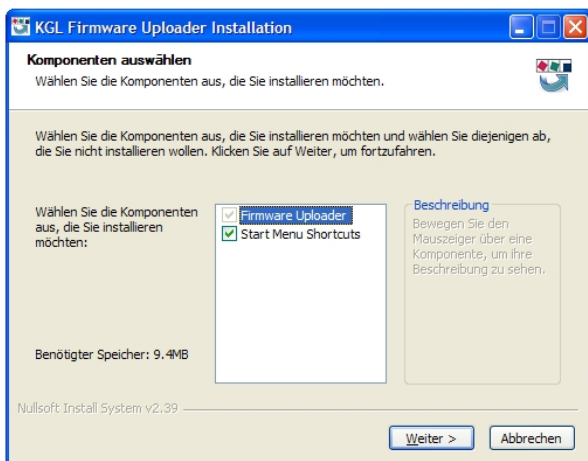 KGL Firmware Uploader Installation
Komponenten auswählen
Wählen Sie die Komponenten aus, die Sie installieren möchten.
Wählen Sie die Komponenten aus, die Sie installieren möchten und wählen Sie diejenigen ab,
die Sie nicht installieren wollen. Klicken Sie auf Weiter, um fortzufahren.
Wählen Sie die Komponenten
aus, die Sie installieren
möchten:
Firmware Uploader
Start Menu Shortcuts
Beschreibung
Bewegen Sie den
Mauszeiger über eine
Komponente, um ihre
Beschreibung zu sehen.
Benötigter Speicher: 9.4MB
Nullsoft Install System v2.39
Weiter >
Abbrechen